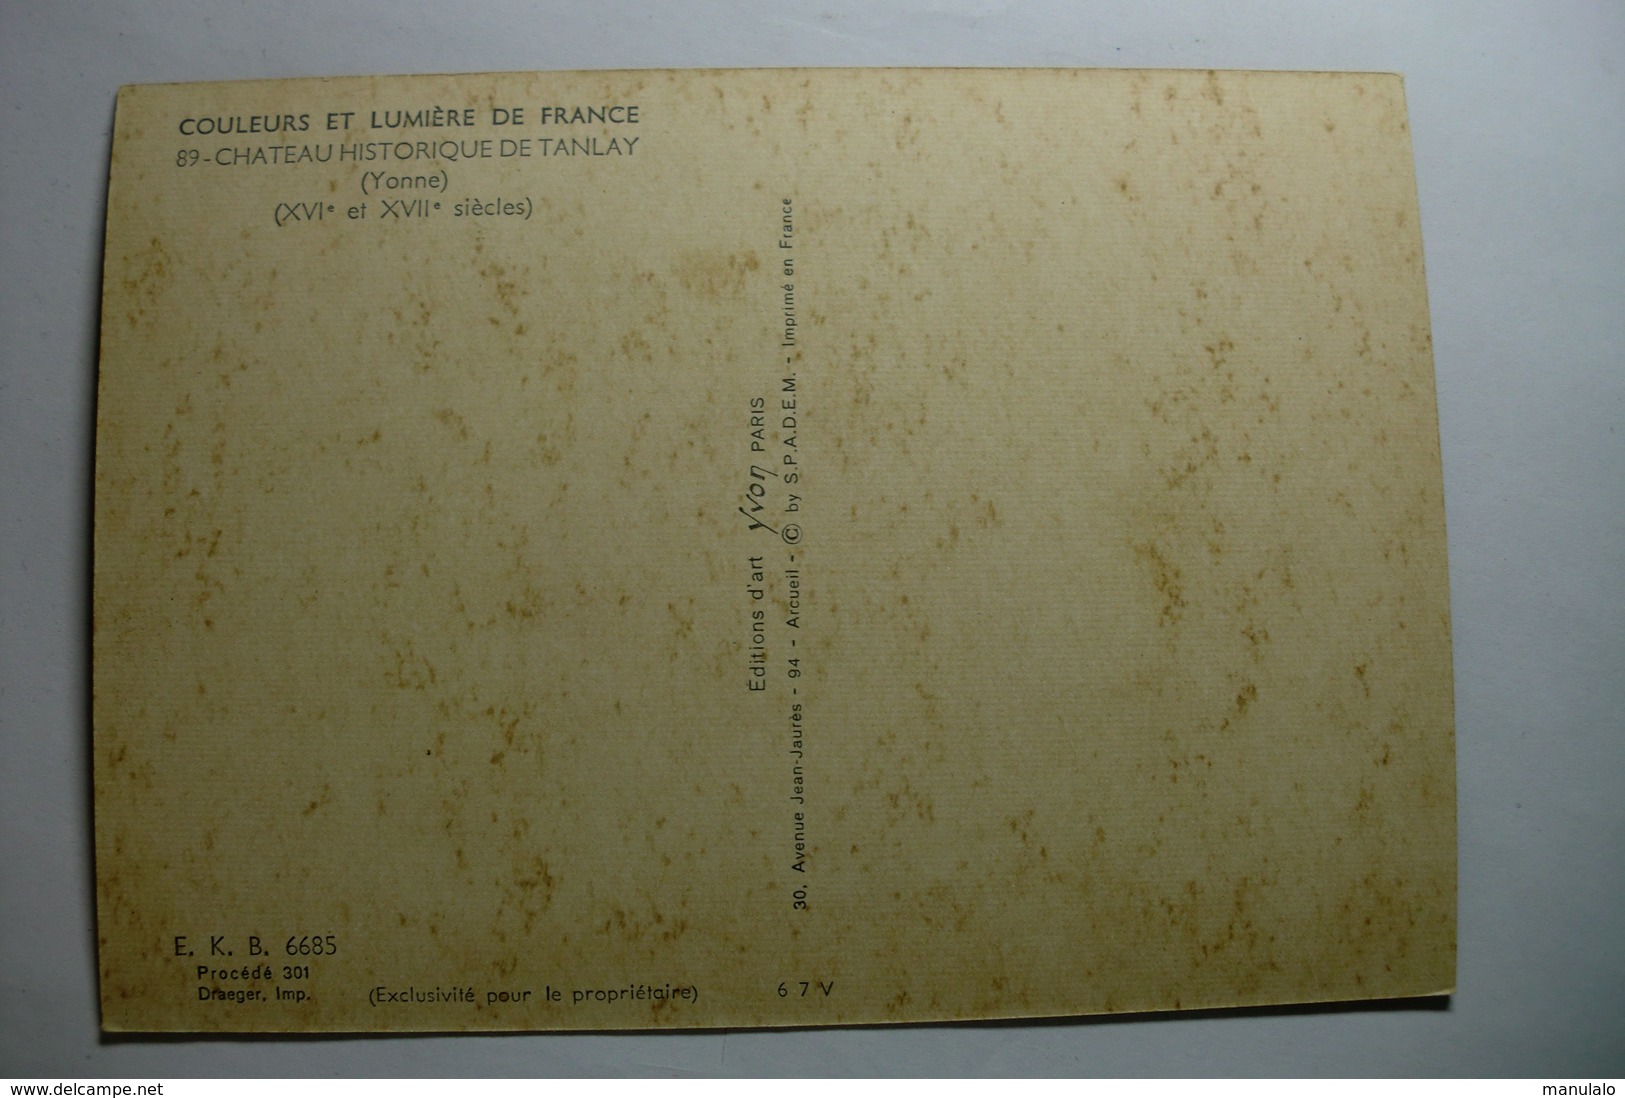 COULEURS ET LUMIÈRE DE FRANCE
89-CHATEAU HISTORIQUE DE TANLAY
(Yonne)
(XVIe et XVIIe siècles)
Éditions d'art Yvon PARIS
30, Avenue Jean-Jaurès - 94 - Arcueil - © by S.P.A.D.E.M. - Imprimé en France
E. K. B. 6685
Procédé 301
Draeger, Imp.
(Exclusivité pour le propriétaire)
6 7 V
www.delcampe.net
manulalo